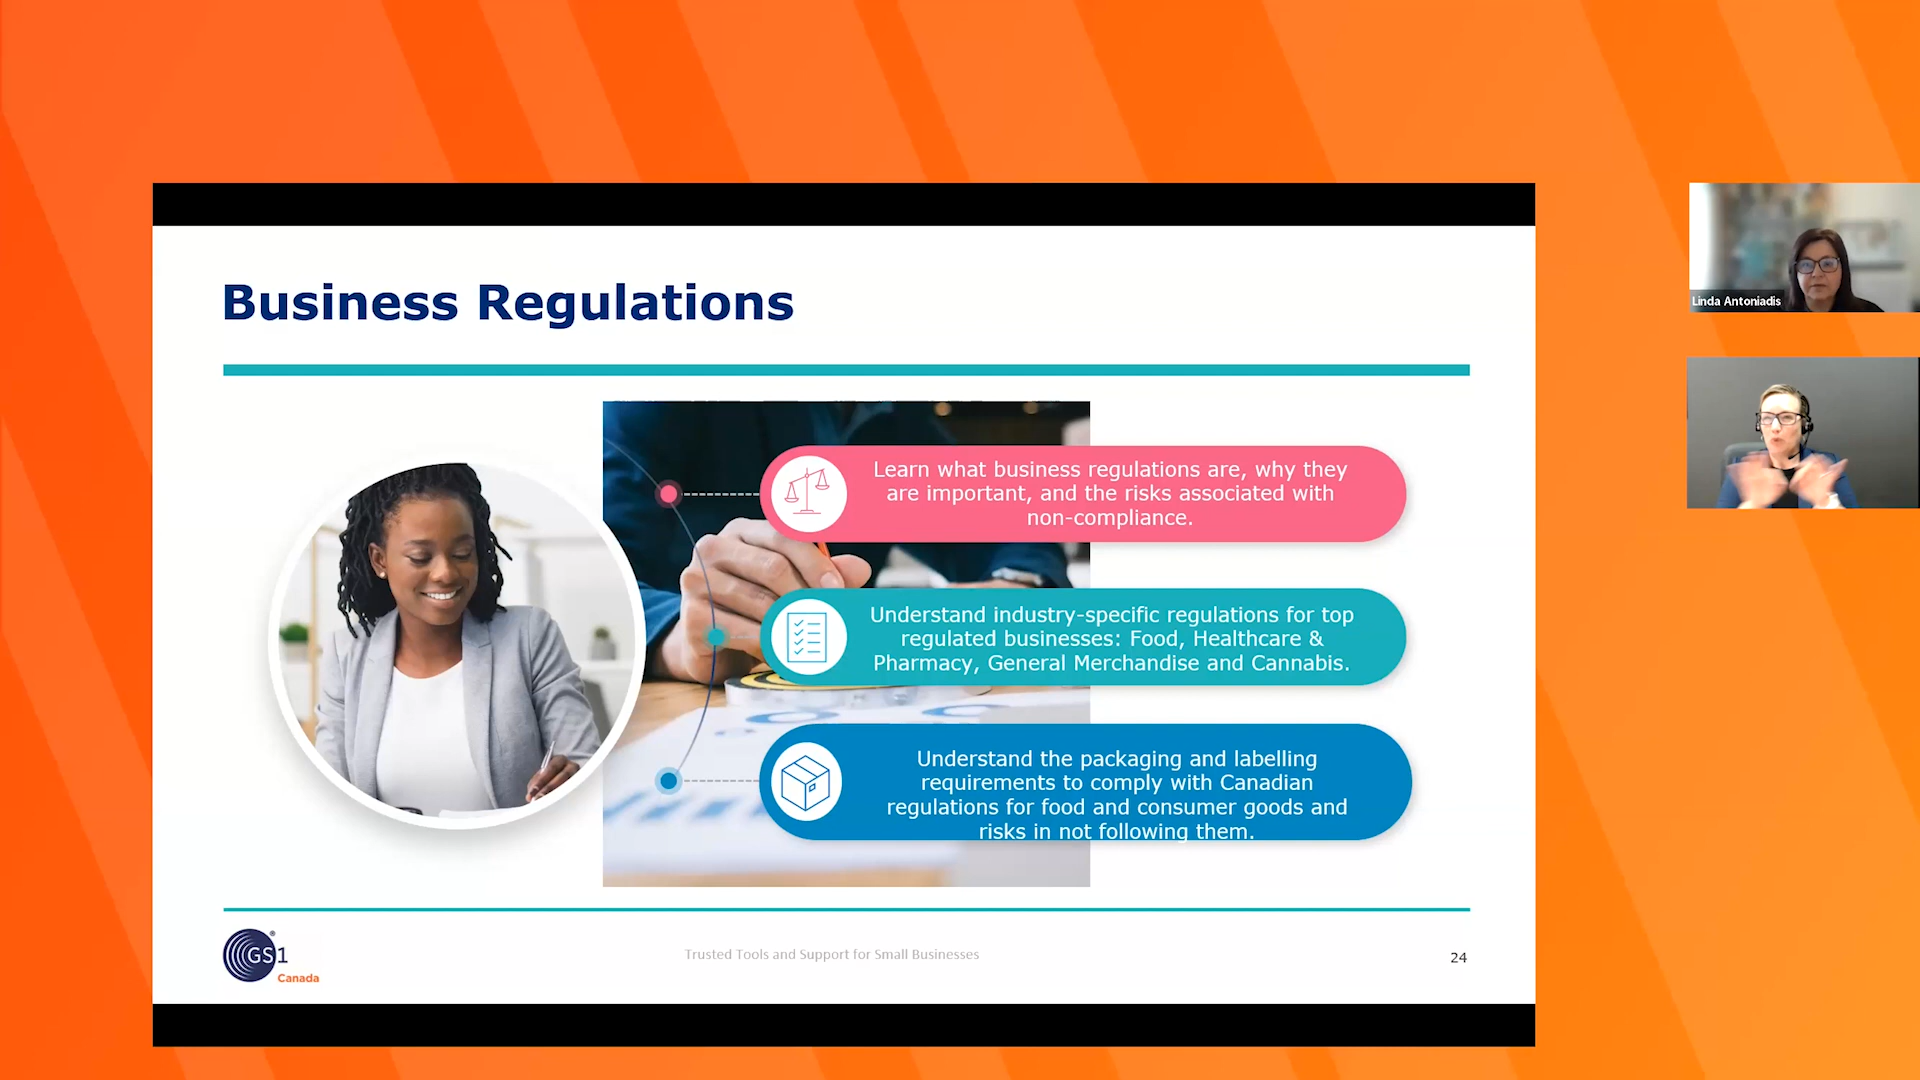 Business Regulations
Learn what business regulations are, why they
are important, and the risks associated with
non-compliance.
Understand industry-specific regulations for top
regulated businesses: Food, Healthcare &
Pharmacy, General Merchandise and Cannabis.
Understand the packaging and labelling
requirements to comply with Canadian
regulations for food and consumer goods and
risks in not following them.
GS1®
Canada
Trusted Tools and Support for Small Businesses
24
Linda Antoniadis